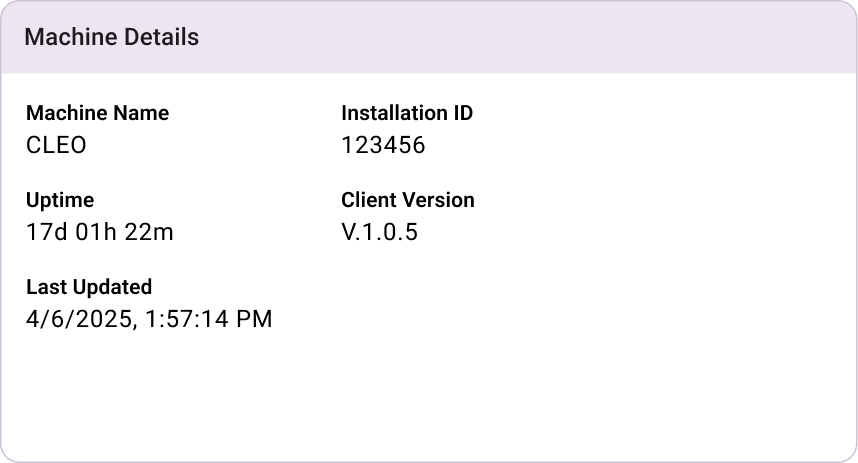 Machine Details
Machine Name
CLEO
Installation ID
123456
Uptime
17d 01h 22m
Client Version
V.1.0.5
Last Updated
4/6/2025, 1:57:14 PM